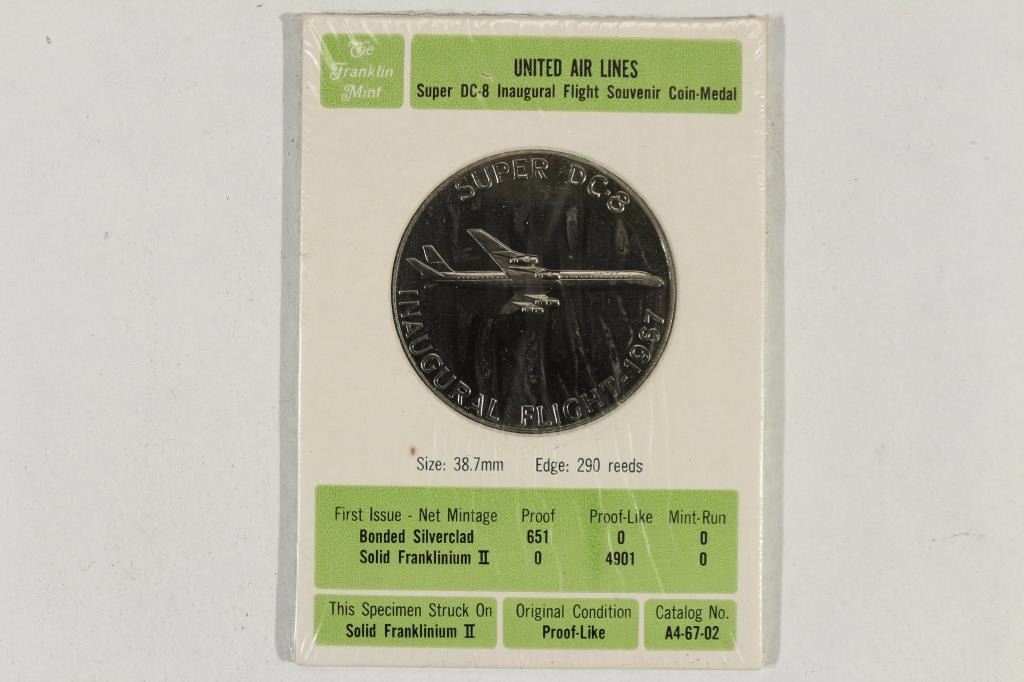 The
Franklin
Mint
UNITED AIR LINES
Super DC-8 Inaugural Flight Souvenir Coin-Medal
SUPER DC-8
INAUGURAL FLIGHT-1967
Size: 38.7mm Edge: 290 reeds
First Issue - Net Mintage Proof Proof-Like Mint-Run
Bonded Silverclad 651 0 0
Solid Franklinium II 0 4901 0
This Specimen Struck On
Solid Franklinium II
Original Condition
Proof-Like
Catalog No.
A4-67-02